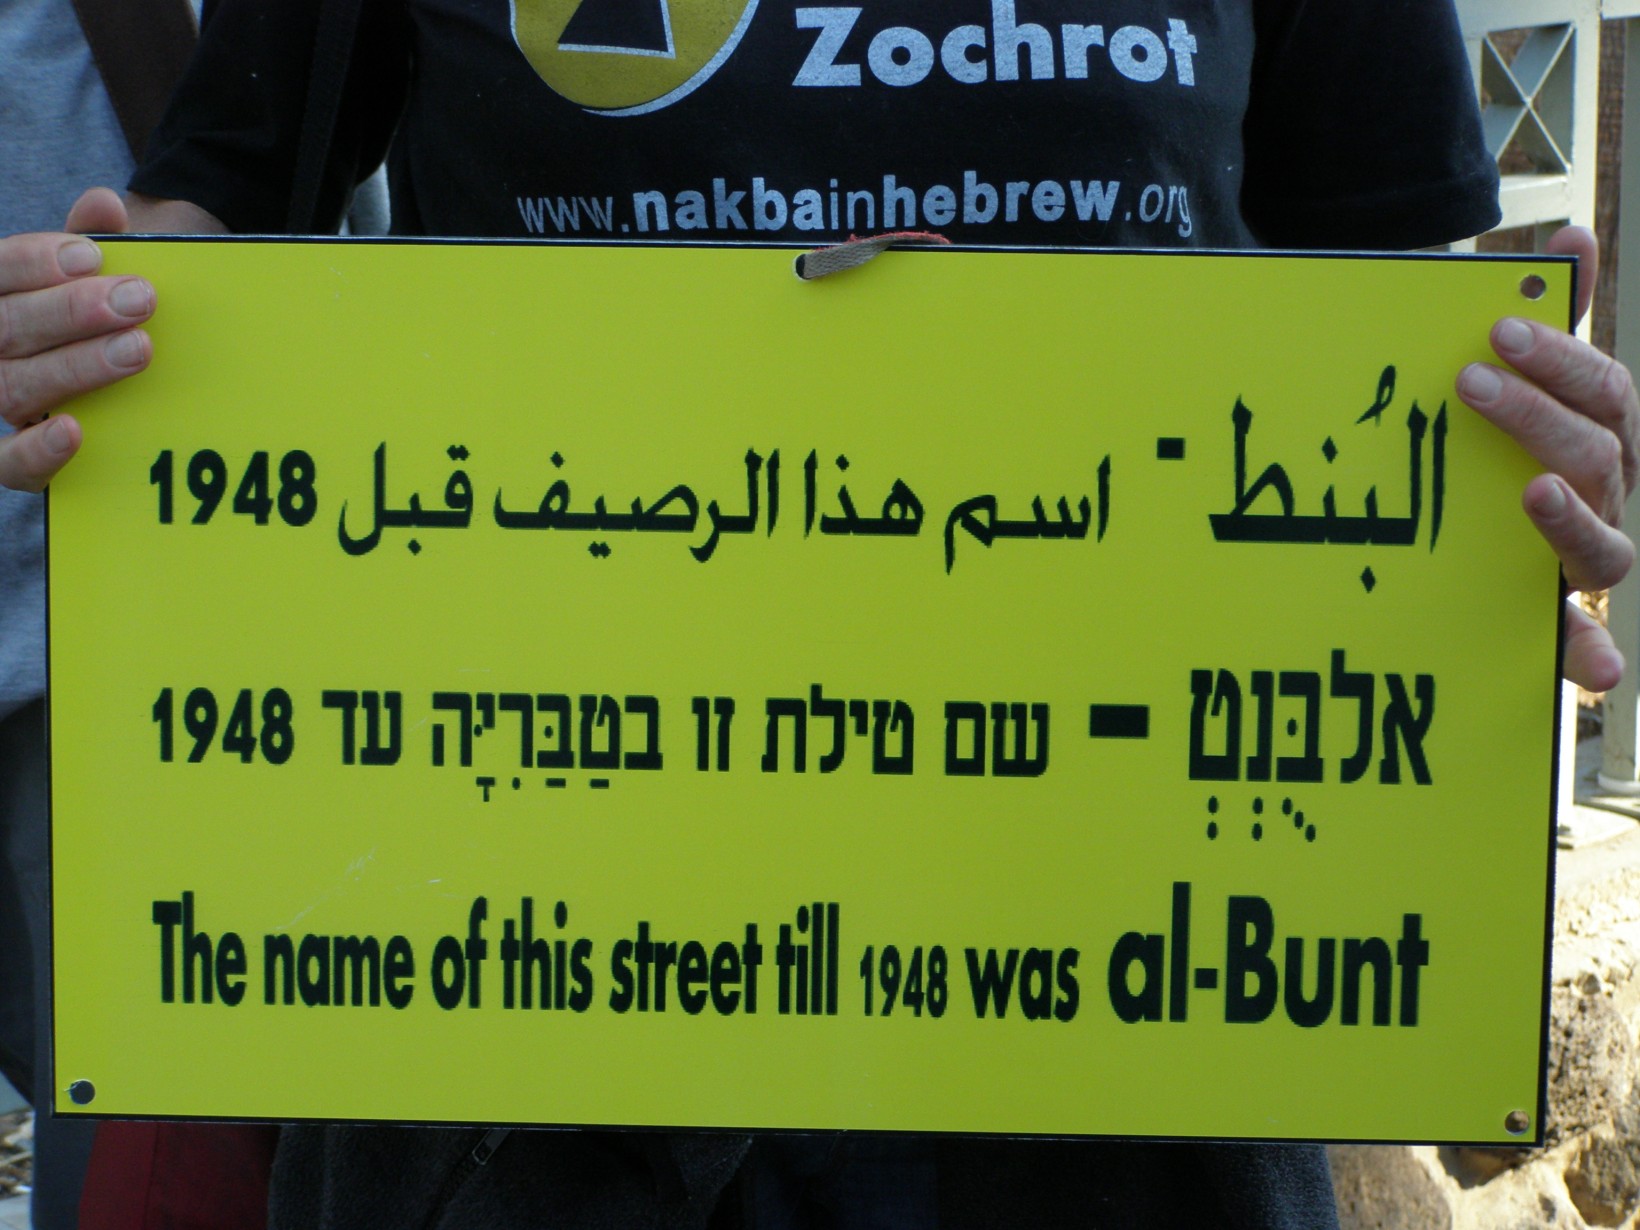 Zochrot
www.nakbainhebrew.org
البُنط - اسم هذا الرصيف قبل 1948
אלבֻּנְטְ - שם טילת זו בטַבַּרִיָּה עד 1948
The name of this street till 1948 was al-Bunt